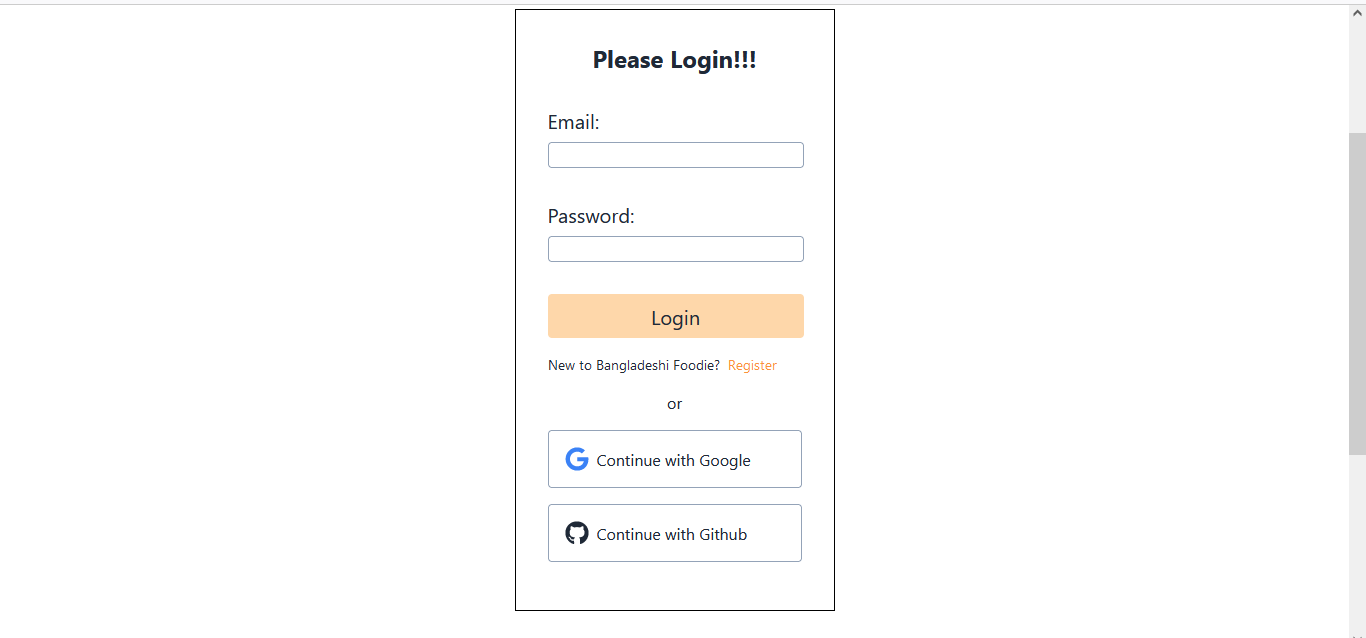 Please Login!!!
Email:
Password:
Login
New to Bangladeshi Foodie? Register
or
Continue with Google
Continue with Github